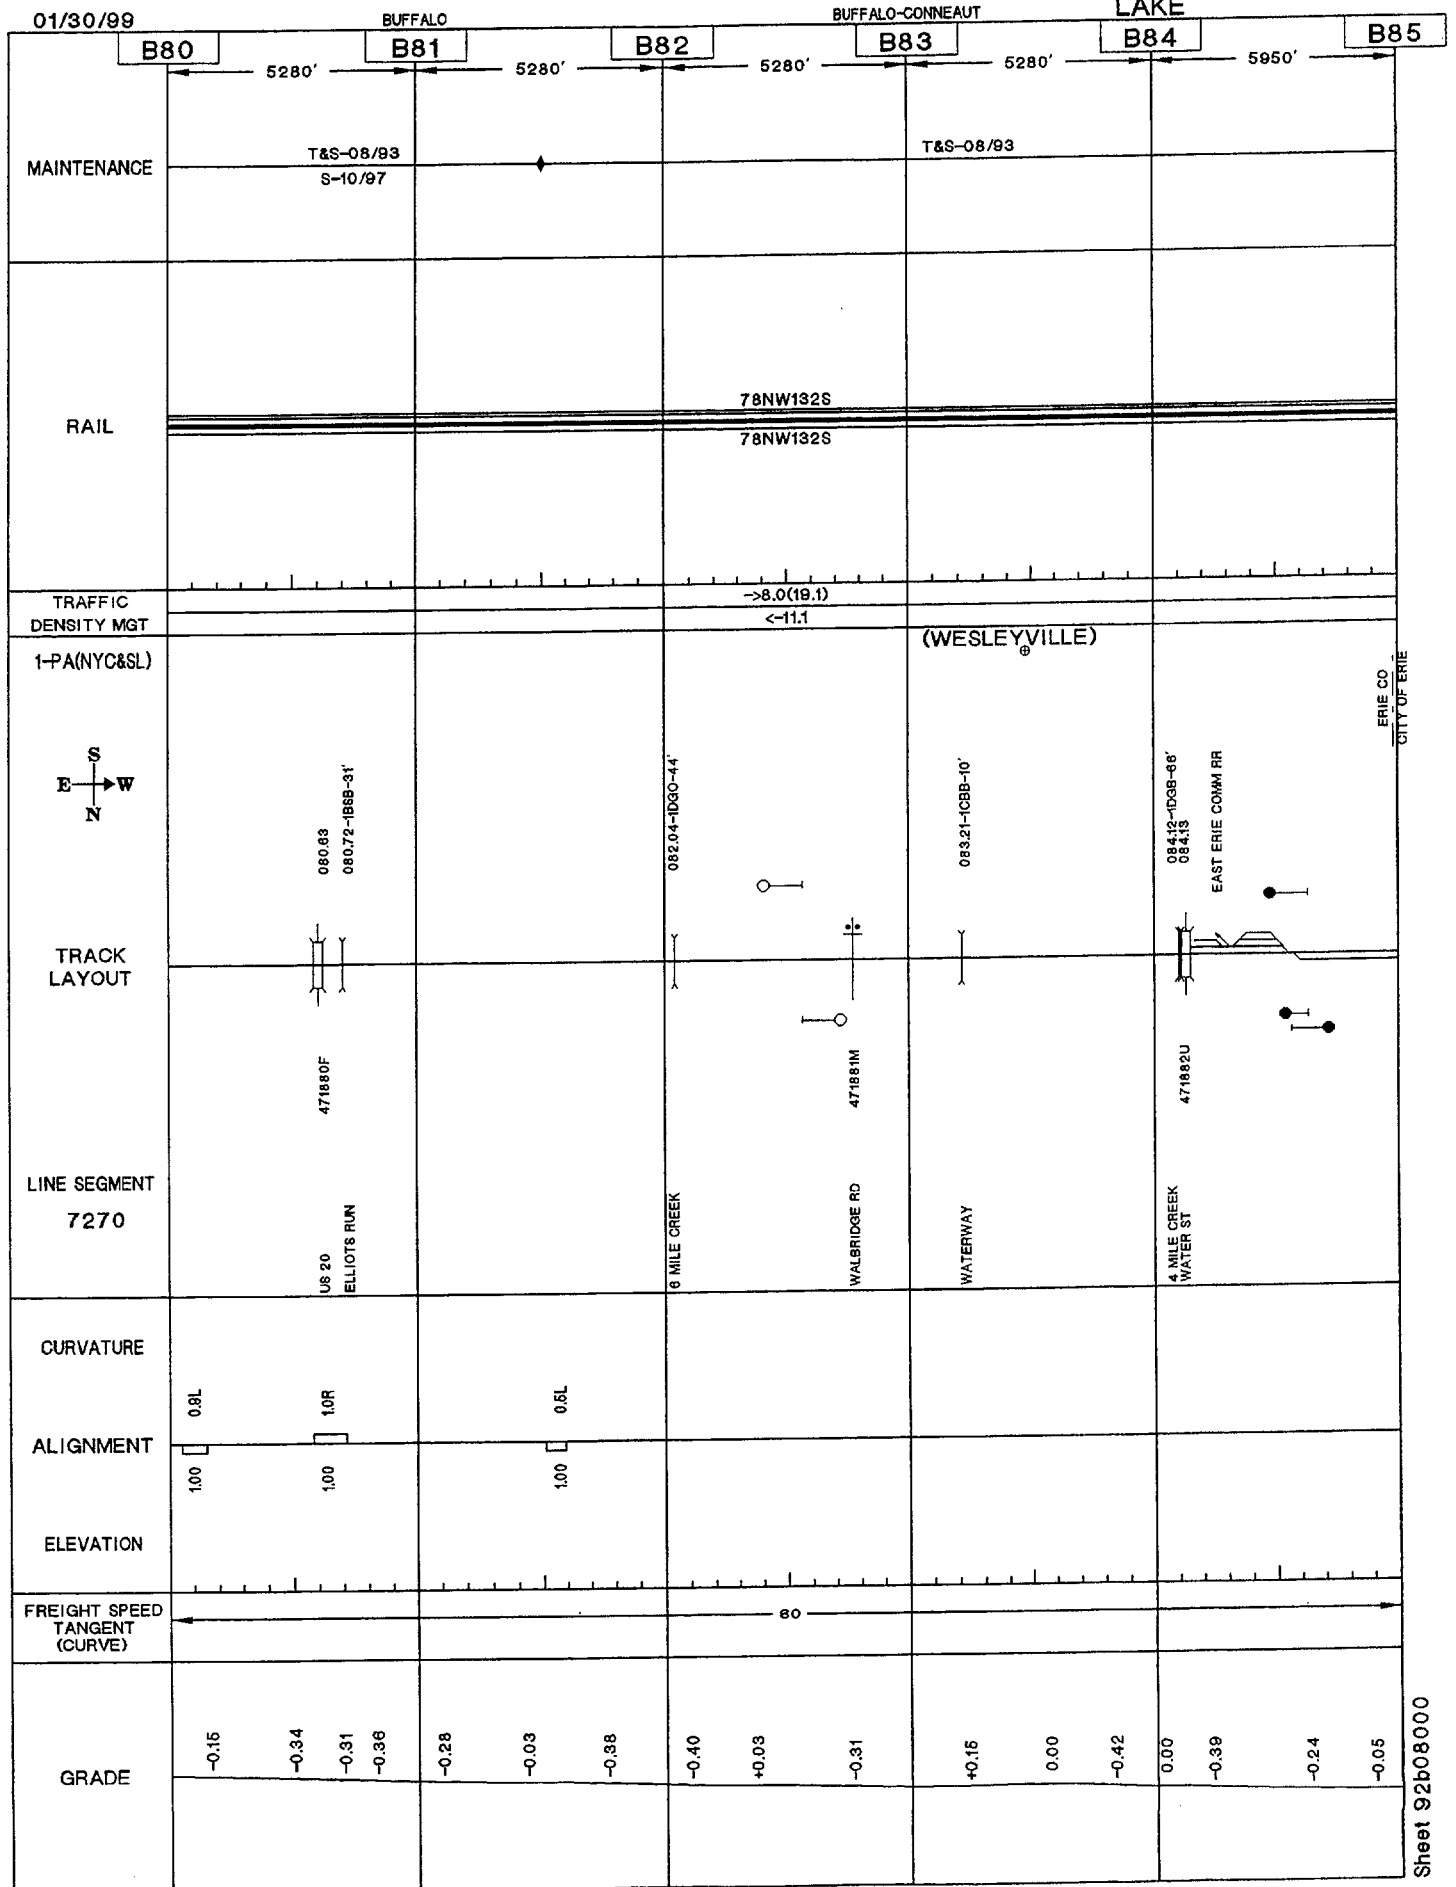 01/30/99
BUFFALO
BUFFALO-CONNEAUT
LAKE
B80
B81
B82
B83
B84
B85
5280'
5280'
5280'
5280'
5950'
MAINTENANCE
T&S-08/93
S-10/97
T&S-08/93
RAIL
78NW132S
78NW132S
TRAFFIC
DENSITY MGT
->8.0(19.1)
<-11.1
1-PA(NYC&SL)
(WESLEYVILLE)
ERIE CO
CITY OF ERIE
S
E W
N
080.63
080.72-1BSB-31'
082.04-1DGO-44'
083.21-1CBB-10'
084.12-1DGB-66'
084.13
EAST ERIE COMM RR
TRACK
LAYOUT
471880F
471881M
471882U
LINE SEGMENT
7270
US 20
ELLIOTS RUN
6 MILE CREEK
WALBRIDGE RD
WATERWAY
4 MILE CREEK
WATER ST
CURVATURE
0.9L
1.0R
0.5L
ALIGNMENT
1.00
1.00
1.00
ELEVATION
FREIGHT SPEED
TANGENT
(CURVE)
60
GRADE
-0.15
-0.34
-0.31
-0.36
-0.28
-0.03
-0.38
-0.40
+0.03
-0.31
+0.15
0.00
-0.42
0.00
-0.39
-0.24
-0.05
Sheet 92b08000